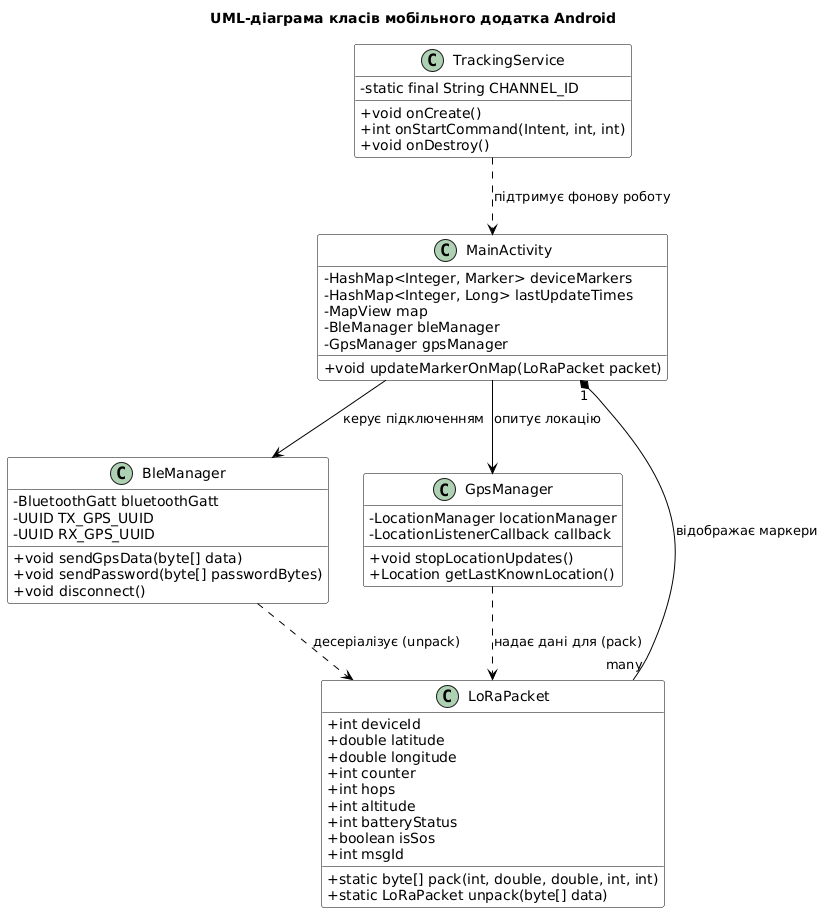 UML-діаграма класів мобільного додатка Android
C TrackingService
-static final String CHANNEL_ID
+void onCreate()
+int onStartCommand(Intent, int, int)
+void onDestroy()
підтримує фонову роботу
C MainActivity
-HashMap<Integer, Marker> deviceMarkers
-HashMap<Integer, Long> lastUpdateTimes
-MapView map
-BleManager bleManager
-GpsManager gpsManager
+void updateMarkerOnMap(LoRaPacket packet)
1
керує підключенням
опитує локацію
відображає маркери
C BleManager
-BluetoothGatt bluetoothGatt
-UUID TX_GPS_UUID
-UUID RX_GPS_UUID
+void sendGpsData(byte[] data)
+void sendPassword(byte[] passwordBytes)
+void disconnect()
C GpsManager
-LocationManager locationManager
-LocationListenerCallback callback
+void stopLocationUpdates()
+Location getLastKnownLocation()
десеріалізує (unpack)
надає дані для (pack)
many
C LoRaPacket
+int deviceId
+double latitude
+double longitude
+int counter
+int hops
+int altitude
+int batteryStatus
+boolean isSos
+int msgId
+static byte[] pack(int, double, double, int, int)
+static LoRaPacket unpack(byte[] data)